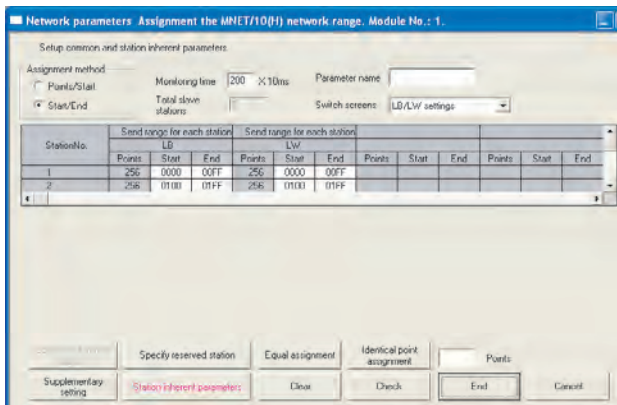 Network parameters Assignment the MNET/10(H) network range. Module No.: 1.
Setup common and station inherent parameters.
Assignment method
Points/Start
Start/End
Monitoring time 200 X 10ms
Total slave stations
Parameter name
Switch screens LB/LW settings
StationNo. Send range for each station Send range for each station
LB LW
Points Start End Points Start End Points Start End Points Start End
1 256 0000 00FF 256 0000 00FF
2 256 0100 01FF 256 0100 01FF
Specify reserved station Equal assignment Identical point assignment Points
Supplementary setting Station inherent parameters Clear Check End Cancel